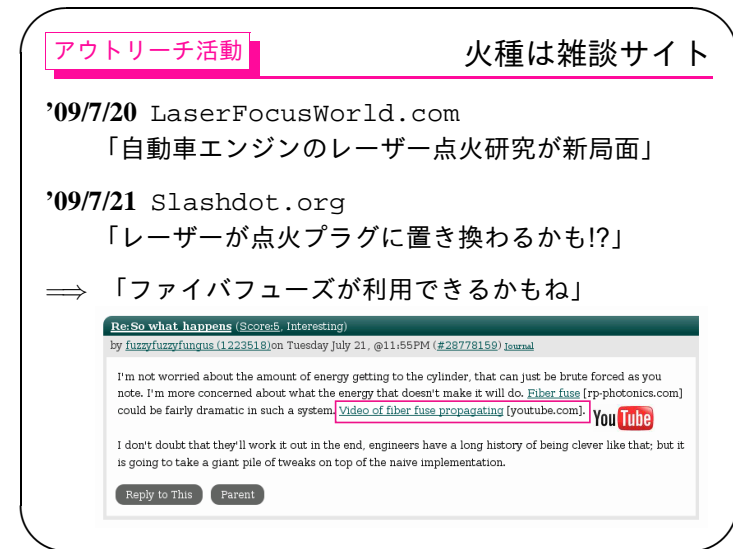 アウトリーチ活動
火種は雑談サイト
’09/7/20 LaserFocusWorld.com
「自動車エンジンのレーザー点火研究が新局面」
’09/7/21 Slashdot.org
「レーザーが点火プラグに置き換わるかも!?」
⟹ 「ファイバフューズが利用できるかもね」
Re:So what happens (Score:5, Interesting)
by fuzzyfuzzyfungus (1223518)on Tuesday July 21, @11:55PM (#28778159) Journal
I'm not worried about the amount of energy getting to the cylinder, that can just be brute forced as you
note. I'm more concerned about what the energy that doesn't make it will do. Fiber fuse [rp-photonics.com]
could be fairly dramatic in such a system. Video of fiber fuse propagating [youtube.com].
YouTube
I don't doubt that they'll work it out in the end, engineers have a long history of being clever like that; but it
is going to take a giant pile of tweaks on top of the naive implementation.
Reply to This Parent